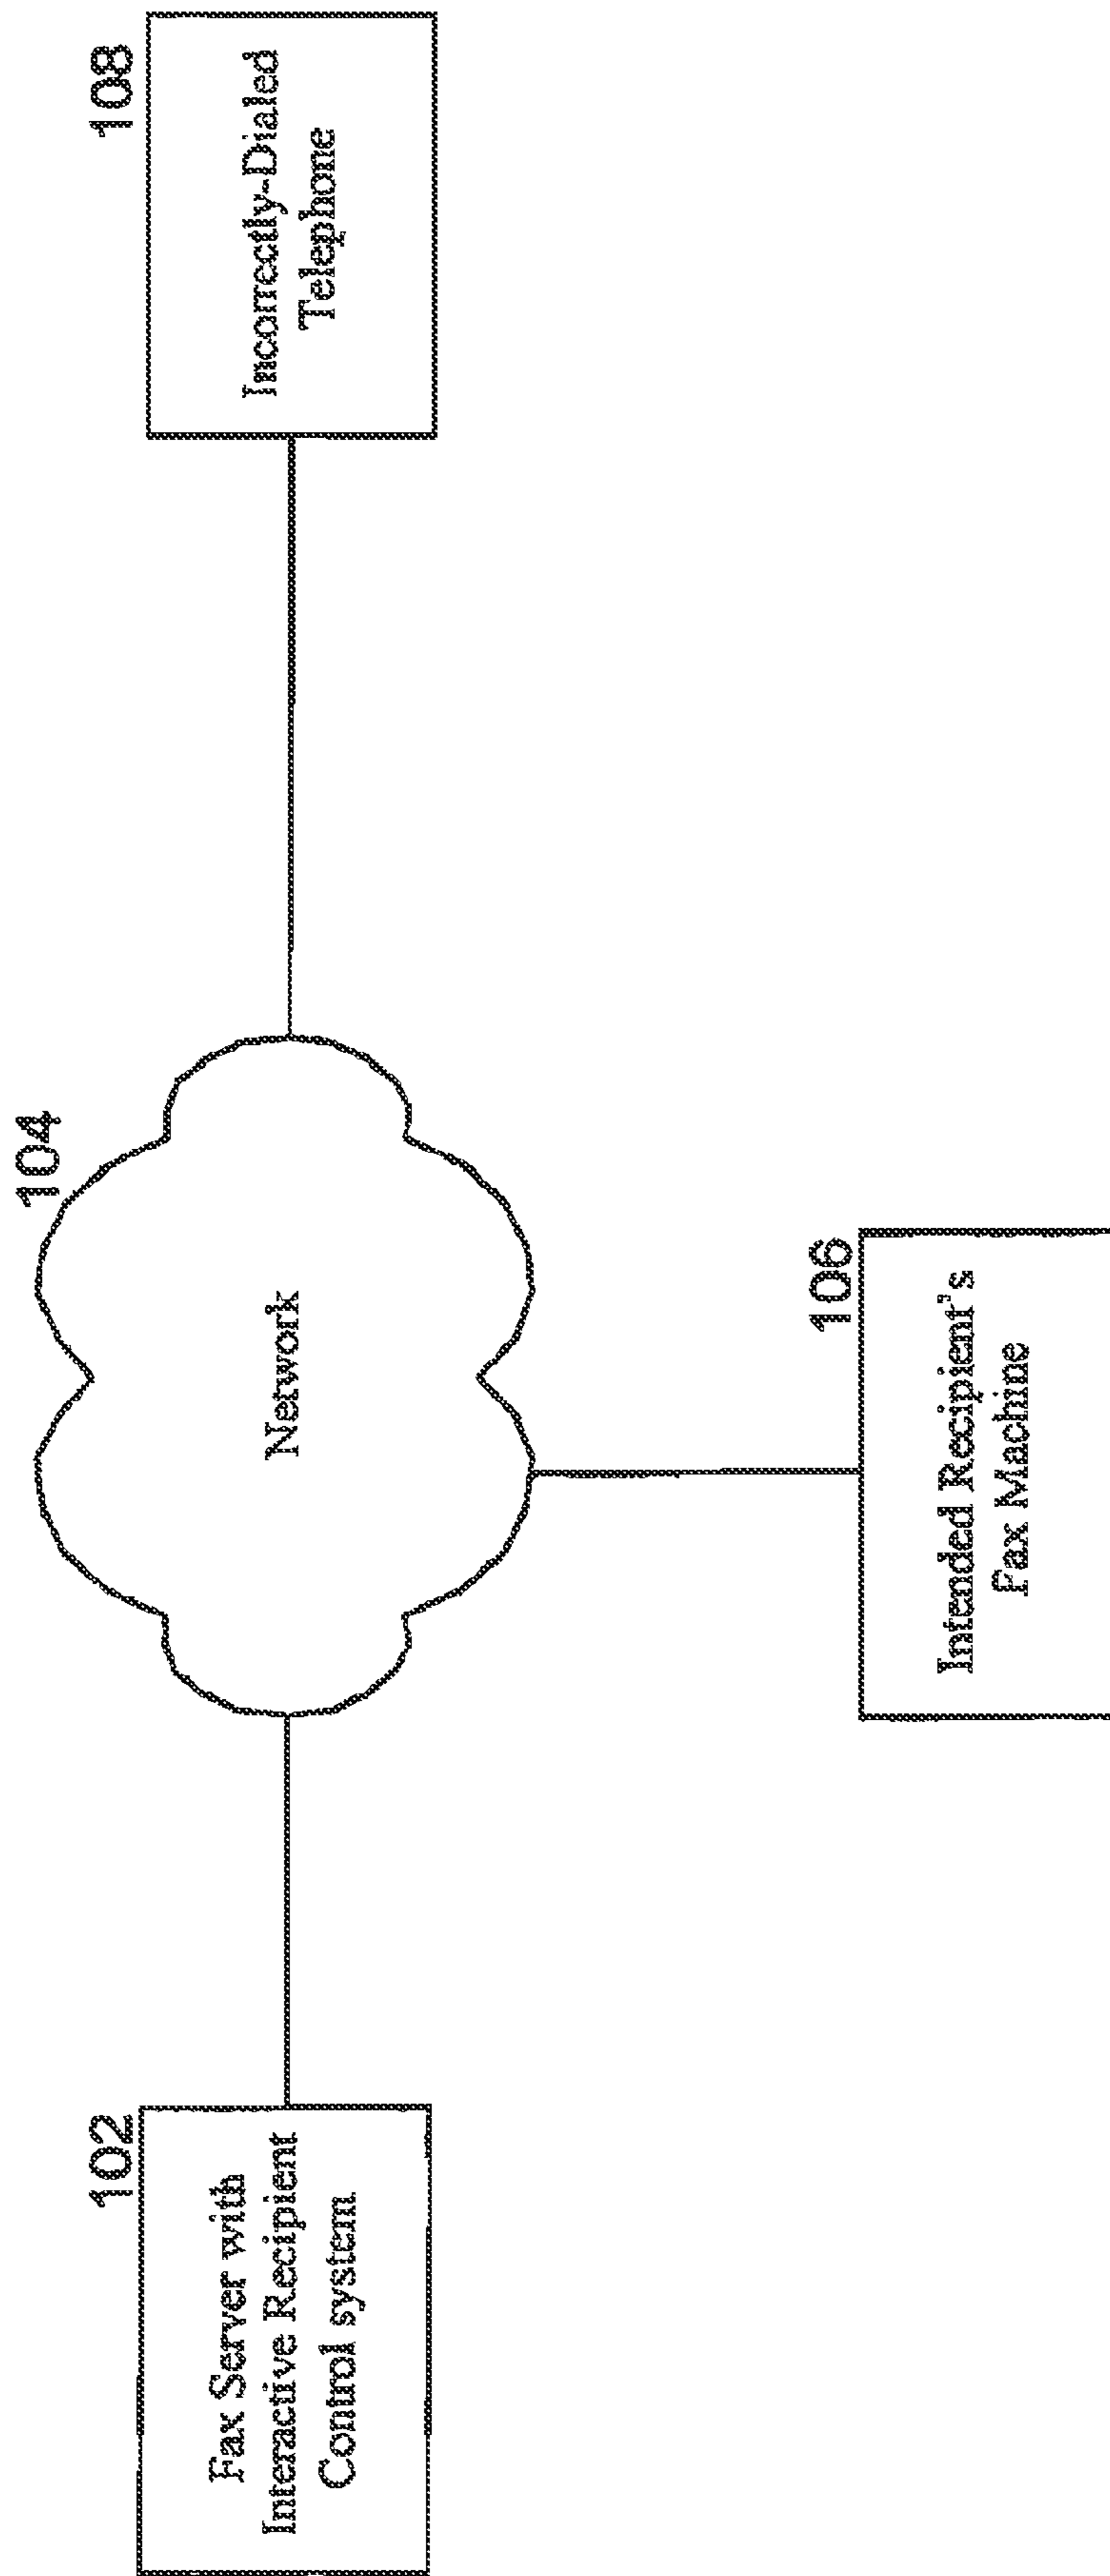 102
Fax Server with
Interactive Recipient
Control system
104
Network
106
Intended Recipient's
Fax Machine
108
Incorrectly-Dialed
Telephone